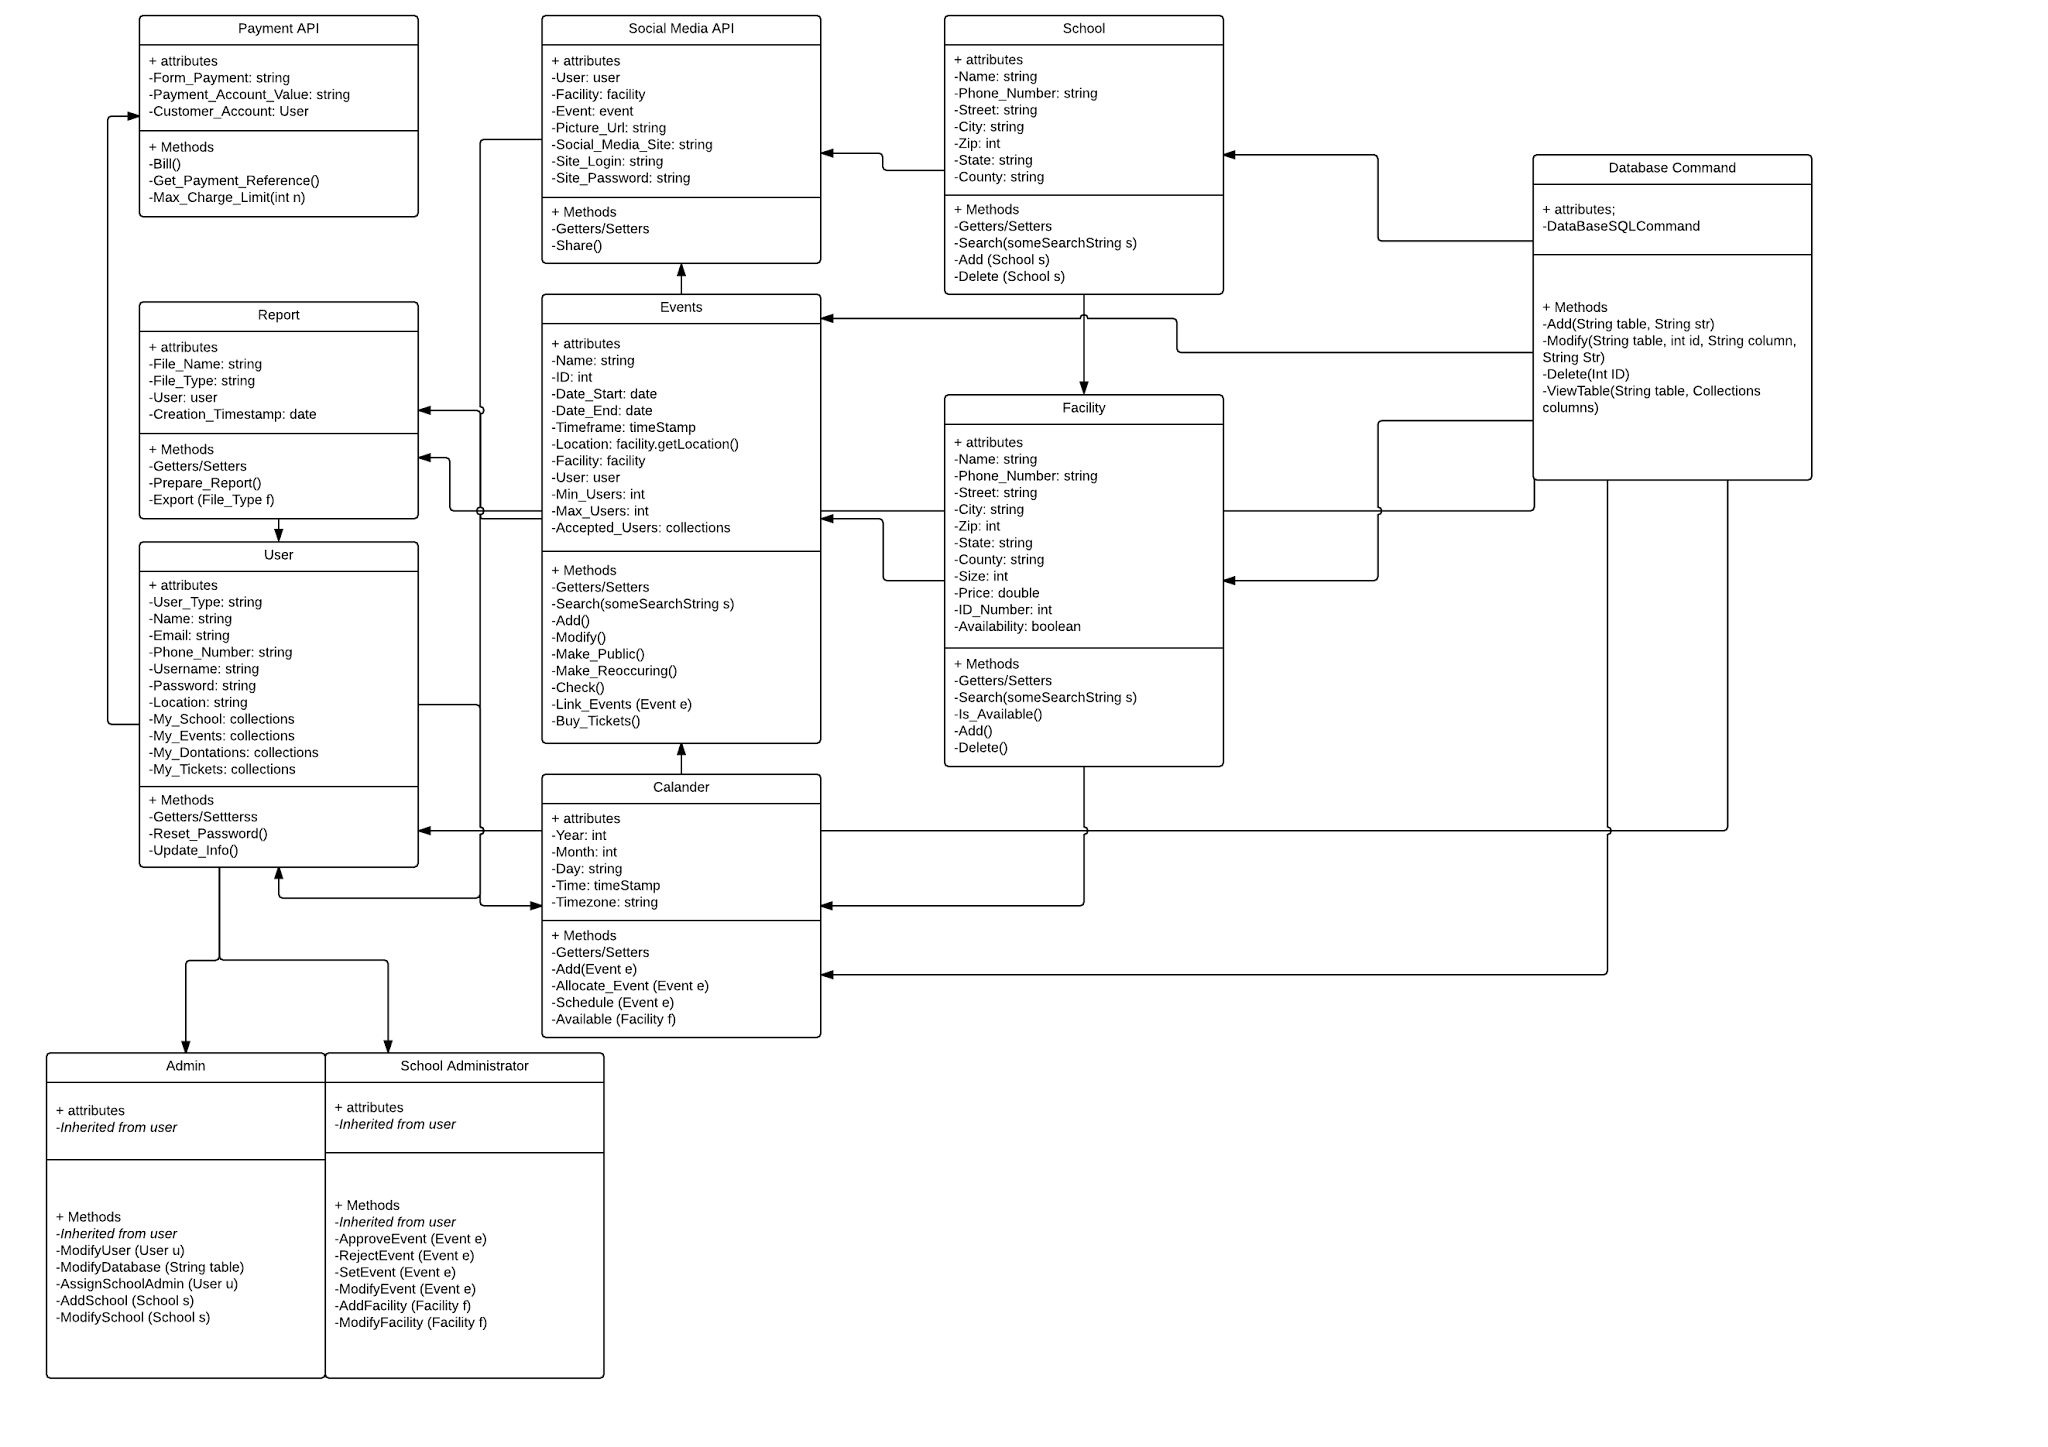 Payment API
+ attributes
-Form_Payment: string
-Payment_Account_Value: string
-Customer_Account: User
+ Methods
-Bill()
-Get_Payment_Reference()
-Max_Charge_Limit(int n)
Social Media API
+ attributes
-User: user
-Facility: facility
-Event: event
-Picture_Url: string
-Social_Media_Site: string
-Site_Login: string
-Site_Password: string
+ Methods
-Getters/Setters
-Share()
School
+ attributes
-Name: string
-Phone_Number: string
-Street: string
-City: string
-Zip: int
-State: string
-County: string
+ Methods
-Getters/Setters
-Search(someSearchString s)
-Add (School s)
-Delete (School s)
Database Command
+ attributes;
-DataBaseSQLCommand
+ Methods
-Add(String table, String str)
-Modify(String table, int id, String column,
String Str)
-Delete(Int ID)
-ViewTable(String table, Collections
columns)
Report
+ attributes
-File_Name: string
-File_Type: string
-User: user
-Creation_Timestamp: date
+ Methods
-Getters/Setters
-Prepare_Report()
-Export (File_Type f)
Events
+ attributes
-Name: string
-ID: int
-Date_Start: date
-Date_End: date
-Timeframe: timeStamp
-Location: facility.getLocation()
-Facility: facility
-User: user
-Min_Users: int
-Max_Users: int
-Accepted_Users: collections
+ Methods
-Getters/Setters
-Search(someSearchString s)
-Add()
-Modify()
-Make_Public()
-Make_Reoccuring()
-Check()
-Link_Events (Event e)
-Buy_Tickets()
Facility
+ attributes
-Name: string
-Phone_Number: string
-Street: string
-City: string
-Zip: int
-State: string
-County: string
-Size: int
-Price: double
-ID_Number: int
-Availability: boolean
+ Methods
-Getters/Setters
-Search(someSearchString s)
-Is_Available()
-Add()
-Delete()
User
+ attributes
-User_Type: string
-Name: string
-Email: string
-Phone_Number: string
-Username: string
-Password: string
-Location: string
-My_School: collections
-My_Events: collections
-My_Dontations: collections
-My_Tickets: collections
+ Methods
-Getters/Settterss
-Reset_Password()
-Update_Info()
Calander
+ attributes
-Year: int
-Month: int
-Day: string
-Time: timeStamp
-Timezone: string
+ Methods
-Getters/Setters
-Add(Event e)
-Allocate_Event (Event e)
-Schedule (Event e)
-Available (Facility f)
Admin
+ attributes
-Inherited from user
+ Methods
-Inherited from user
-ModifyUser (User u)
-ModifyDatabase (String table)
-AssignSchoolAdmin (User u)
-AddSchool (School s)
-ModifySchool (School s)
School Administrator
+ attributes
-Inherited from user
+ Methods
-Inherited from user
-ApproveEvent (Event e)
-RejectEvent (Event e)
-SetEvent (Event e)
-ModifyEvent (Event e)
-AddFacility (Facility f)
-ModifyFacility (Facility f)